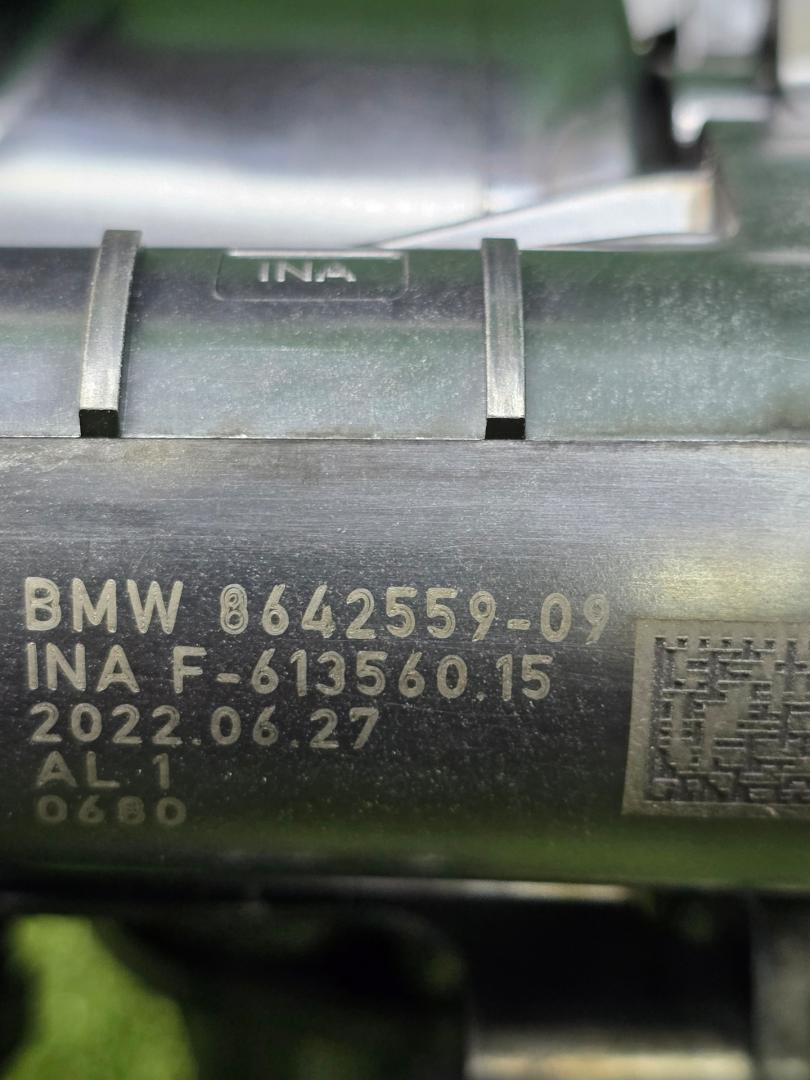 INA
BMW 8642559-09
INA F-613560.15
2022.06.27
AL 1
0680